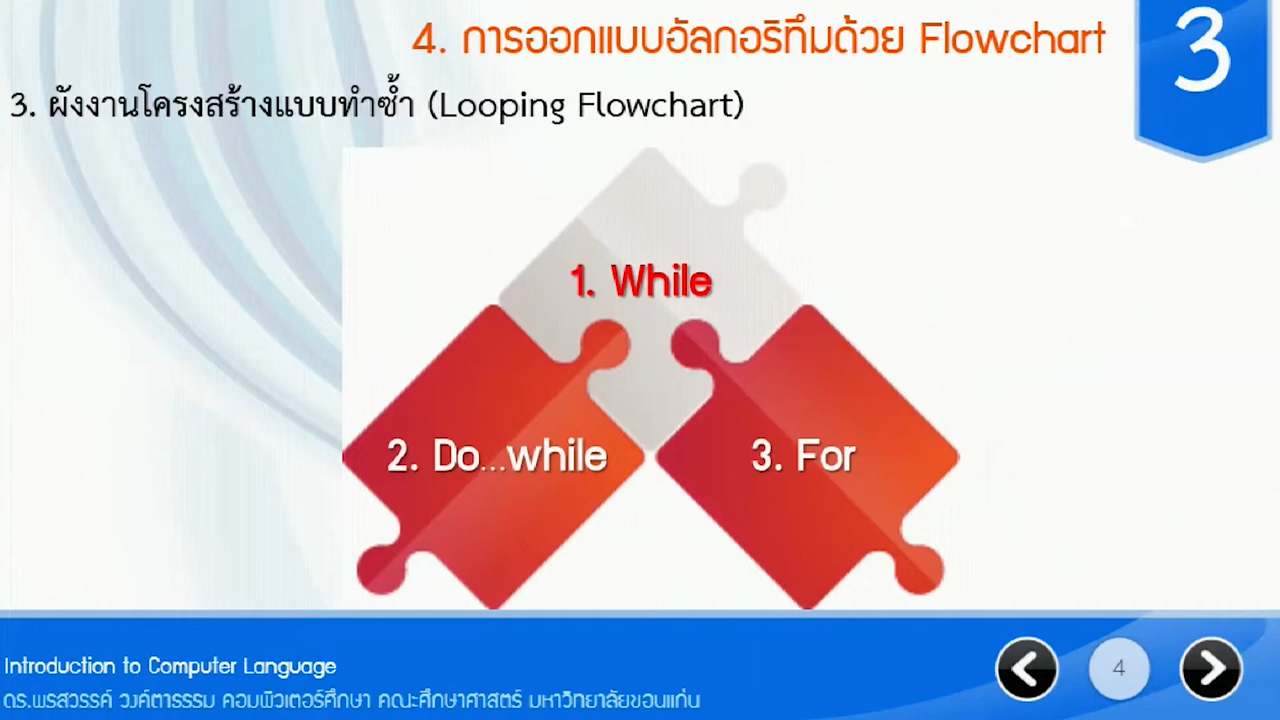 4. การออกแบบอัลกอริทึมด้วย Flowchart
3
3. ผังงานโครงสร้างแบบทำซ้ำ (Looping Flowchart)
1. While
2. Do...while
3. For
Introduction to Computer Language
4
ดร.พรสวรรค์ วงค์ตาธรรม คอมพิวเตอร์ศึกษา คณะศึกษาศาสตร์ มหาวิทยาลัยขอนแก่น